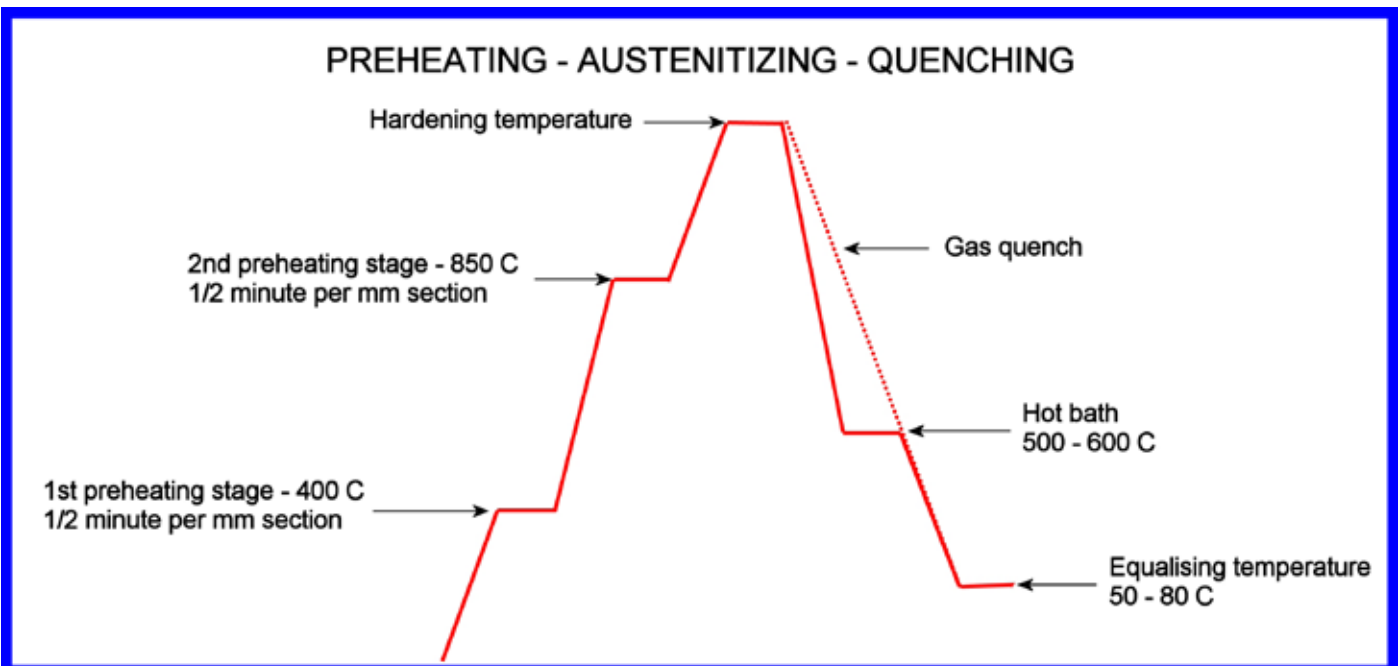 PREHEATING - AUSTENITIZING - QUENCHING
Hardening temperature
Gas quench
2nd preheating stage - 850 C
1/2 minute per mm section
Hot bath
500 - 600 C
1st preheating stage - 400 C
1/2 minute per mm section
Equalising temperature
50 - 80 C